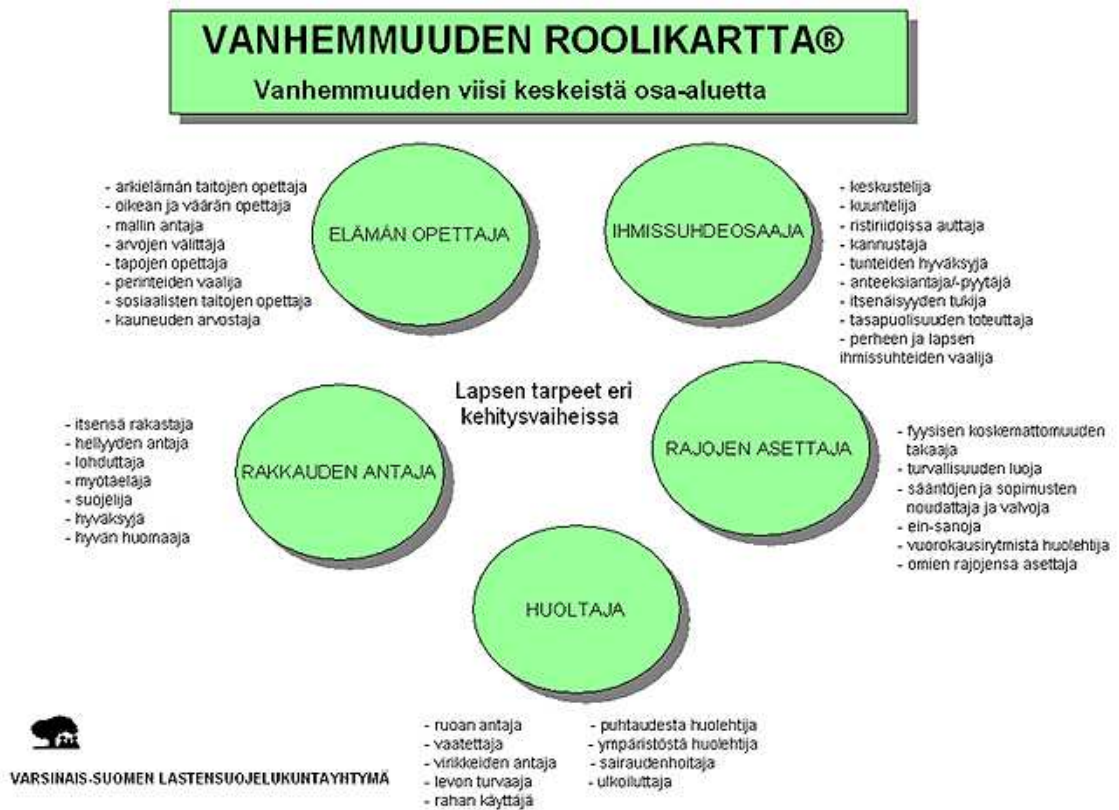 VANHEMMUUDEN ROOLIKARTTA®
Vanhemmuuden viisi keskeistä osa-aluetta
- arkielämän taitojen opettaja
- oikean ja väärän opettaja
- mallin antaja
- arvojen välittäjä
- tapojen opettaja
- perinteiden vaalija
- sosiaalisten taitojen opettaja
- kauneuden arvostaja
ELÄMÄN OPETTAJA
IHMISSUHDEOSAAJA
- keskustelija
- kuuntelija
- ristiriidoissa auttaja
- kannustaja
- tunteiden hyväksyjä
- anteeksiantaja/-pyytäjä
- itsenäisyyden tukija
- tasapuolisuuden toteuttaja
- perheen ja lapsen
ihmissuhteiden vaalija
Lapsen tarpeet eri
kehitysvaiheissa
- itsensä rakastaja
- hellyyden antaja
- lohduttaja
- myötäeläjä
- suojelija
- hyväksyjä
- hyvän huomaaja
RAKKAUDEN ANTAJA
RAJOJEN ASETTAJA
- fyysisen koskemattomuuden
takaaja
- turvallisuuden luoja
- sääntöjen ja sopimusten
noudattaja ja valvoja
- ein-sanoja
- vuorokausirytmistä huolehtija
- omien rajojensa asettaja
HUOLTAJA
- ruoan antaja
- vaatettaja
- virikkeiden antaja
- levon turvaaja
- rahan käyttäjä
- puhtaudesta huolehtija
- ympäristöstä huolehtija
- sairaudenhoitaja
- ulkoiluttaja
VARSINAIS-SUOMEN LASTENSUOJELUKUNTAYHTYMÄ